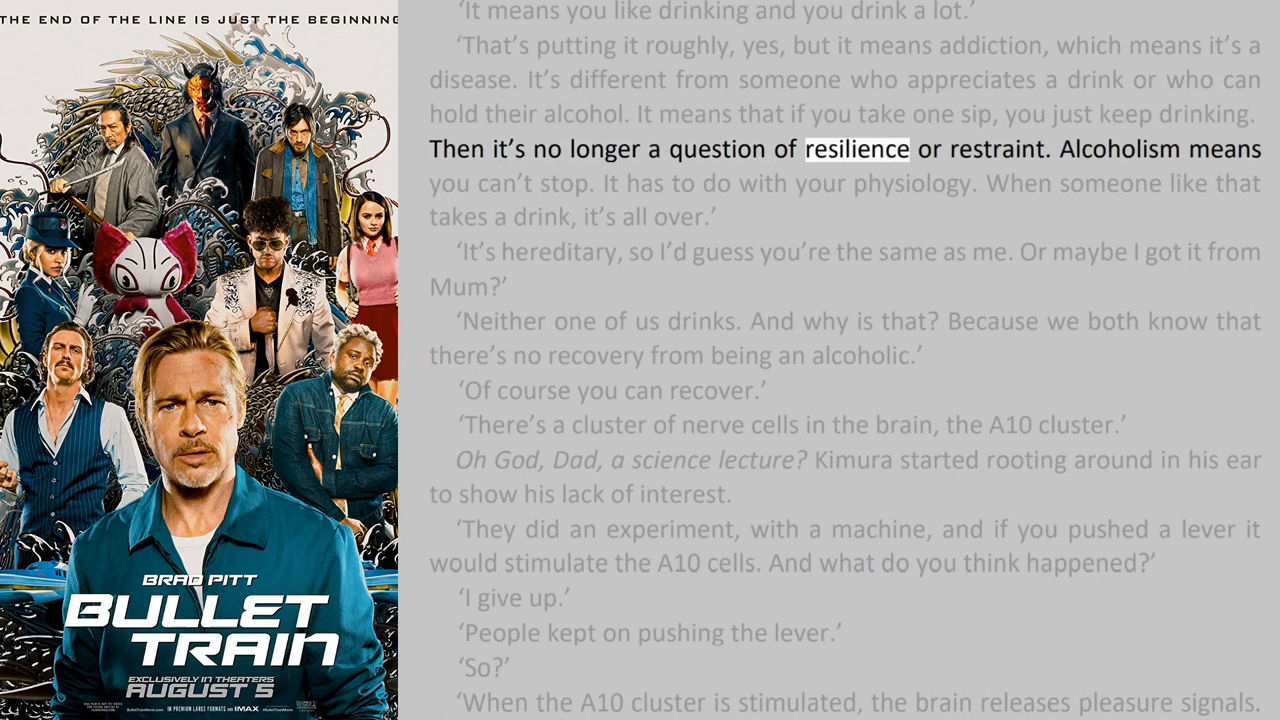 THE END OF THE LINE IS JUST THE BEGINNING
BRAD PITT
BULLET
TRAIN
EXCLUSIVELY IN THEATERS
AUGUST 5
IN PREMIUM LARGE FORMATS AND IMAX
‘It means you like drinking and you drink a lot.’
‘That’s putting it roughly, yes, but it means addiction, which means it’s a
disease. It’s different from someone who appreciates a drink or who can
hold their alcohol. It means that if you take one sip, you just keep drinking.
Then it’s no longer a question of resilience or restraint. Alcoholism means
you can’t stop. It has to do with your physiology. When someone like that
takes a drink, it’s all over.’
‘It’s hereditary, so I’d guess you’re the same as me. Or maybe I got it from
Mum?’
‘Neither one of us drinks. And why is that? Because we both know that
there’s no recovery from being an alcoholic.’
‘Of course you can recover.’
‘There’s a cluster of nerve cells in the brain, the A10 cluster.’
Oh God, Dad, a science lecture? Kimura started rooting around in his ear
to show his lack of interest.
‘They did an experiment, with a machine, and if you pushed a lever it
would stimulate the A10 cells. And what do you think happened?’
‘I give up.’
‘People kept on pushing the lever.’
‘So?’
‘When the A10 cluster is stimulated the brain releases pleasure signals.